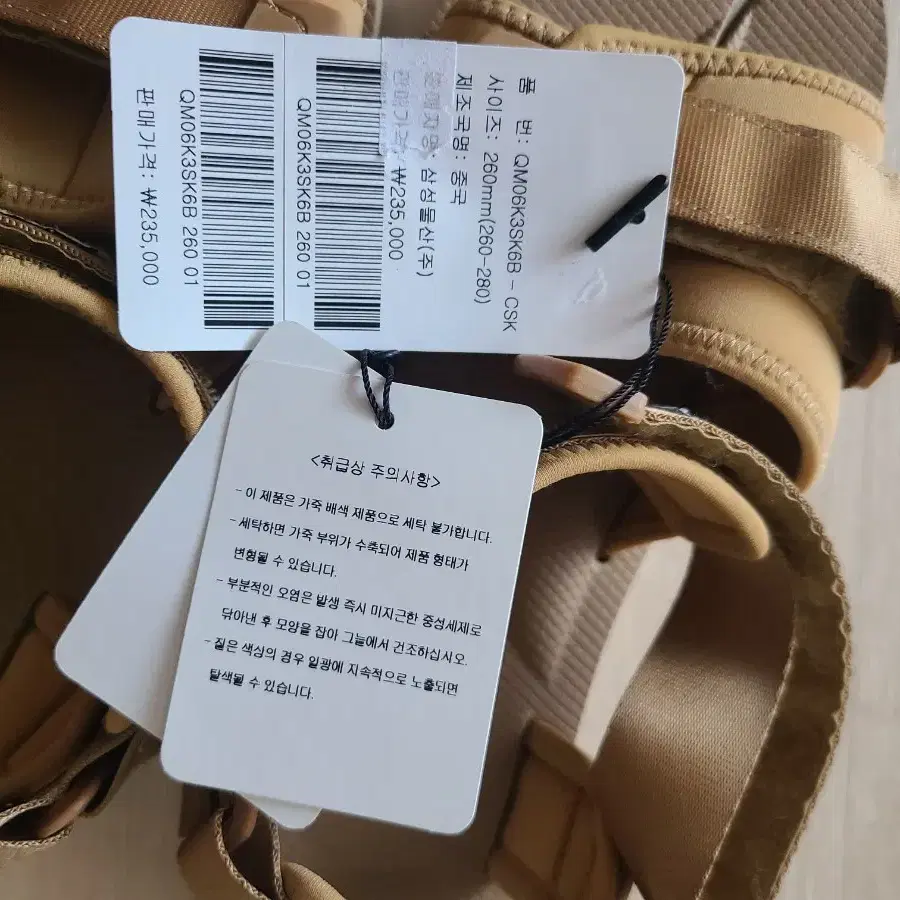 품 번: QM06K3SK6B - CSK
사이즈: 260mm(260-280)
제조국명: 중국
판매자명: 삼성물산(주)
판매가격: ₩235,000
QM06K3SK6B 260 01
QM06K3SK6B 260 01
판매가격: ₩235,000
<취급상 주의사항>
- 이 제품은 가죽 배색 제품으로 세탁 불가합니다.
- 세탁하면 가죽 부위가 수축되어 제품 형태가
변형될 수 있습니다.
- 부분적인 오염은 발생 즉시 미지근한 중성세제로
닦아낸 후 모양을 잡아 그늘에서 건조하십시오.
- 짙은 색상의 경우 일광에 지속적으로 노출되면
탈색될 수 있습니다.